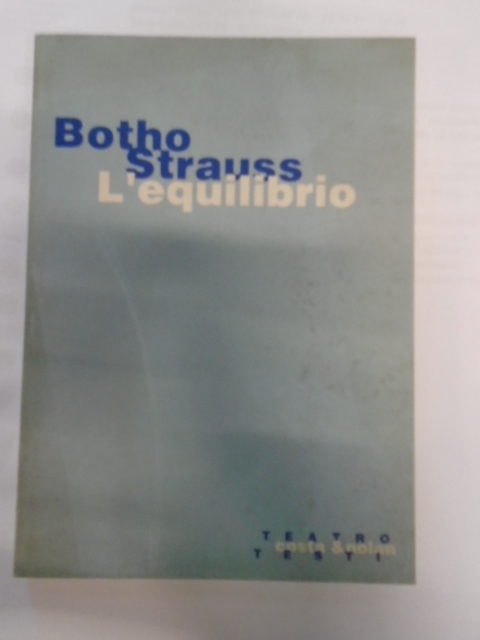 Botho
Strauss
L'equilibrio
TEATRO
costa & nolan
TESTI